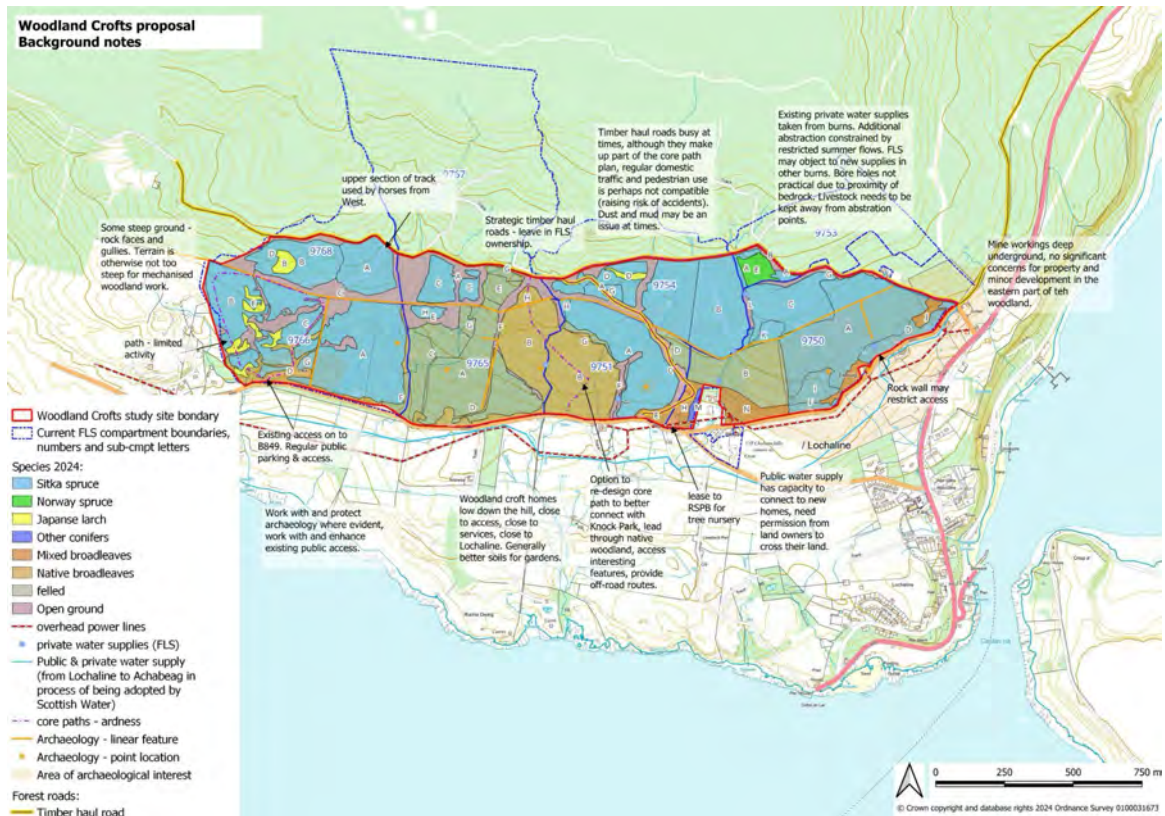 Woodland Crofts proposal
Background notes
Existing private water supplies
taken from burns. Additional
abstraction constrained by
restricted summer flows. FLS
may object to new supplies in
other burns. Bore holes not
practical due to proximity of
bedrock. Livestock needs to be
kept away from abstration
points.
Timber haul roads busy at
times, although they make
up part of the core path
plan, regular domestic
traffic and pedestrian use
is perhaps not compatible
(raising risk of accidents).
Dust and mud may be an
issue at times.
upper section of track
used by horses from
West.
9752
Strategic timber haul
roads - leave in FLS
ownership.
9753
Some steep ground -
rock faces and
gullies. Terrain is
otherwise not too
steep for mechanised
woodland work.
Mine workings deep
underground, no significant
concerns for property and
minor development in the
eastern part of teh
woodland.
9768
9754
9766
9765
9751
9750
path - limited
activity
Rock wall may
restrict access
Existing access on to
B849. Regular public
parking & access.
Work with and protect
archaeology where evident,
work with and enhance
existing public access.
Woodland croft homes
low down the hill, close
to access, close to
services, close to
Lochaline. Generally
better soils for gardens.
Option to
re-design core
path to better
connect with
Knock Park, lead
through native
woodland, access
interesting
features, provide
off-road routes.
lease to
RSPB for
tree nursery
/ Lochaline
Public water supply
has capacity to
connect to new
homes, need
permission from
land owners to
cross their land.
Lochaline
Woodland Crofts study site bondary
Current FLS compartment boundaries,
numbers and sub-cmpt letters
Species 2024:
Sitka spruce
Norway spruce
Japanse larch
Other conifers
Mixed broadleaves
Native broadleaves
felled
Open ground
overhead power lines
private water supplies (FLS)
Public & private water supply
(from Lochaline to Achabeag in
process of being adopted by
Scottish Water)
core paths - ardness
Archaeology - linear feature
Archaeology - point location
Area of archaeological interest
Forest roads:
Timber haul road
0 250 500 750 m
© Crown copyright and database rights 2024 Ordnance Survey 0100031673